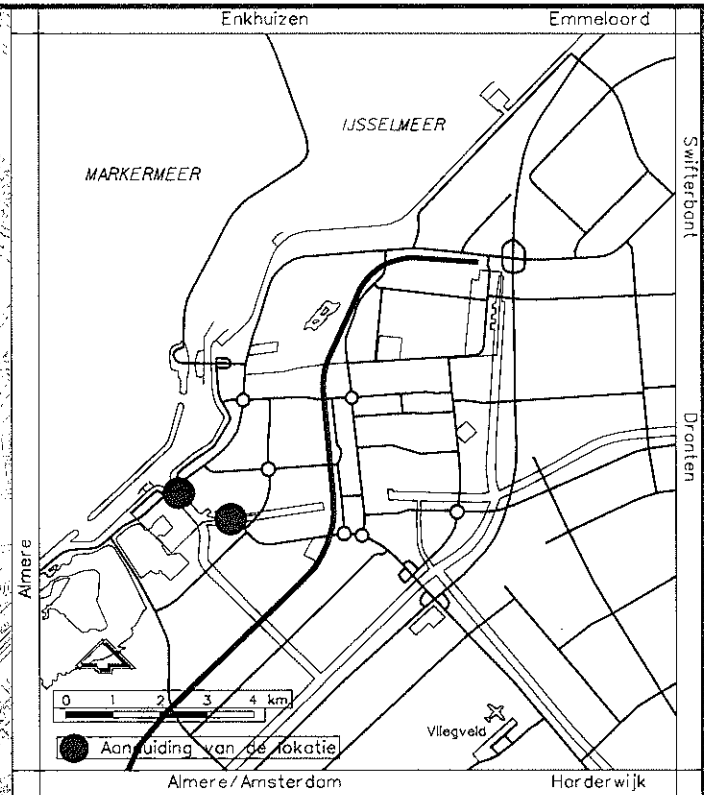 Enkhuizen
Emmeloord
IJSSELMEER
MARKERMEER
Swifterbant
Dronten
Almere
0 1 2 3 4 km
Vliegveld
Aanduiding van de lokatie
Almere/Amsterdam
Harderwijk